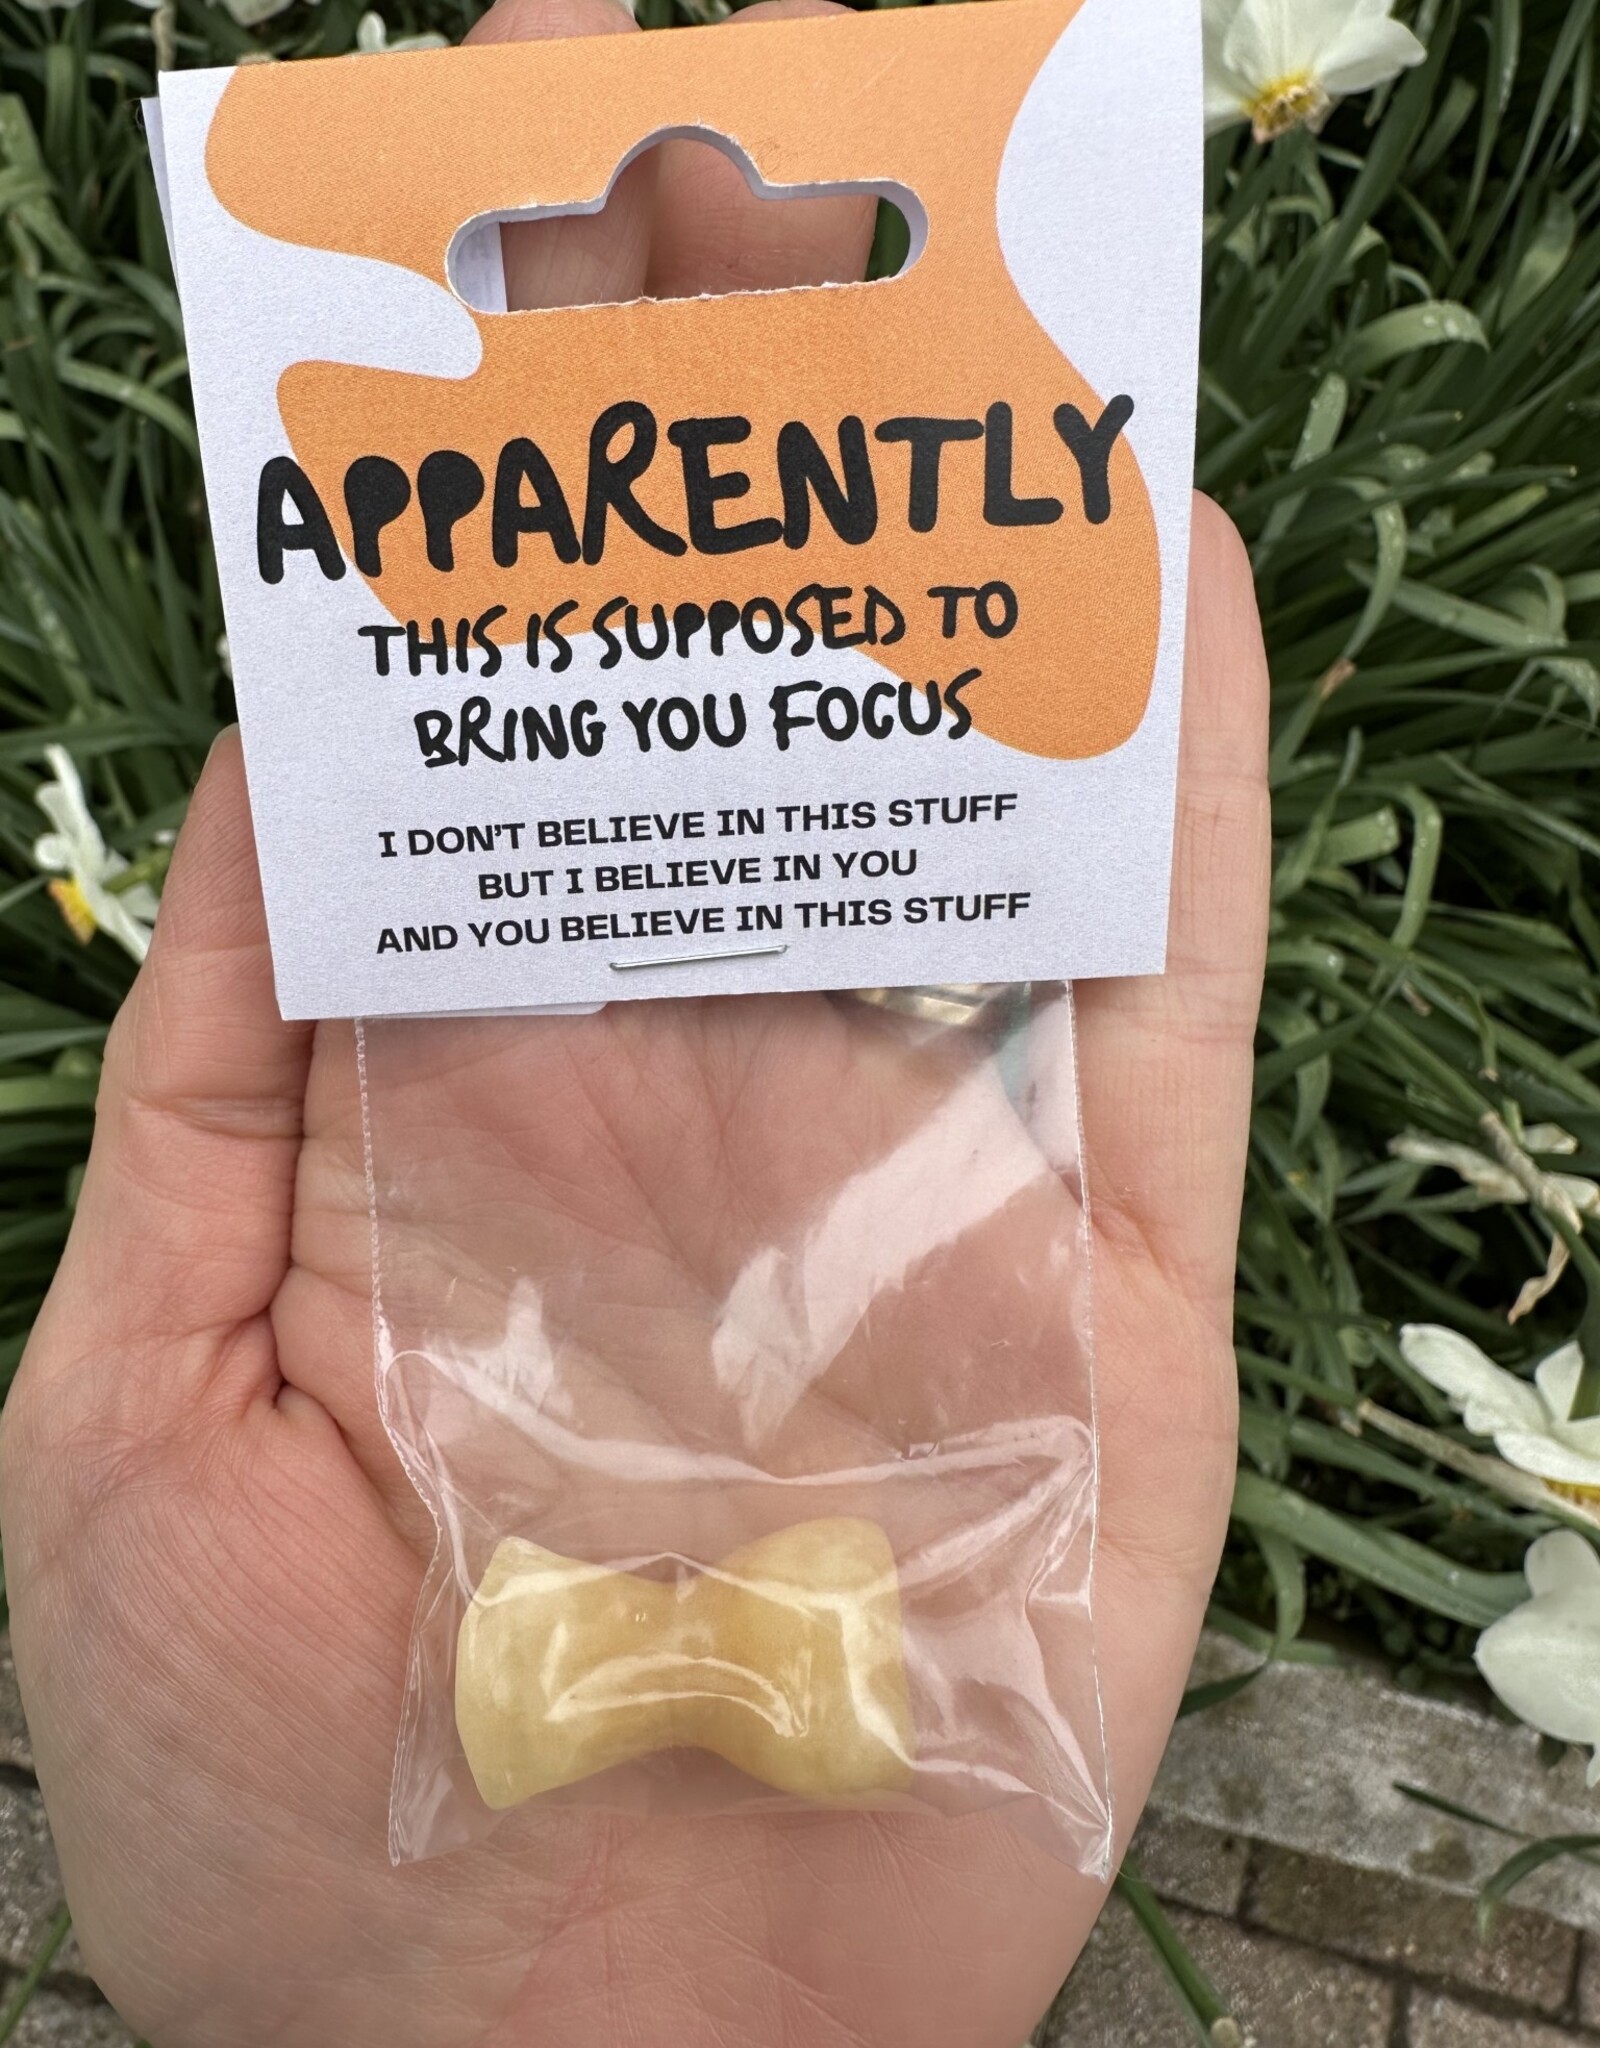 APPARENTLY
THIS IS SUPPOSED TO
BRING YOU FOCUS
I DON'T BELIEVE IN THIS STUFF
BUT I BELIEVE IN YOU
AND YOU BELIEVE IN THIS STUFF